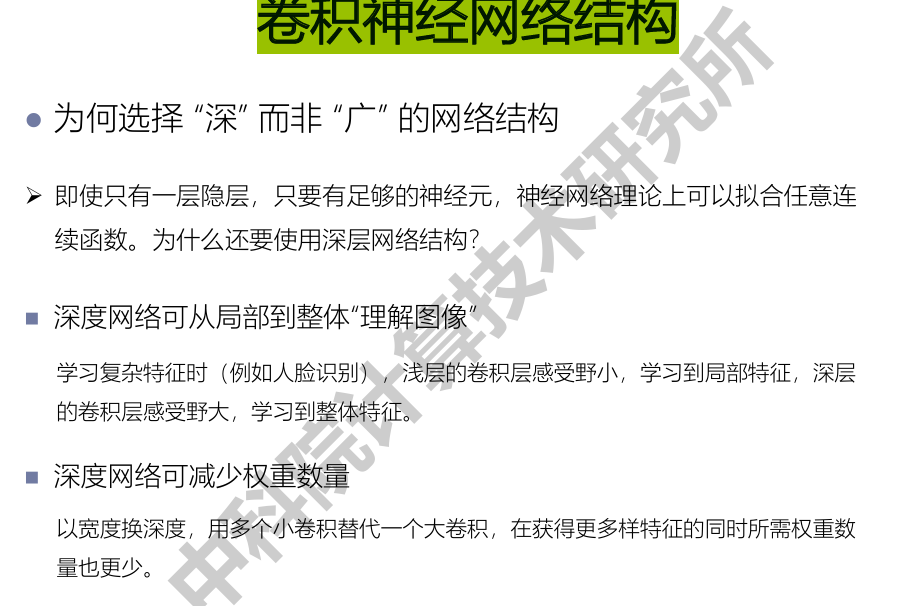 卷积神经网络结构
为何选择 “深” 而非 “广” 的网络结构
即使只有一层隐层，只要有足够的神经元，神经网络理论上可以拟合任意连
续函数。为什么还要使用深层网络结构？
深度网络可从局部到整体“理解图像”
学习复杂特征时（例如人脸识别），浅层的卷积层感受野小，学习到局部特征，深层
的卷积层感受野大，学习到整体特征。
深度网络可减少权重数量
以宽度换深度，用多个小卷积替代一个大卷积，在获得更多样特征的同时所需权重数
量也更少。
中科院计算技术研究所